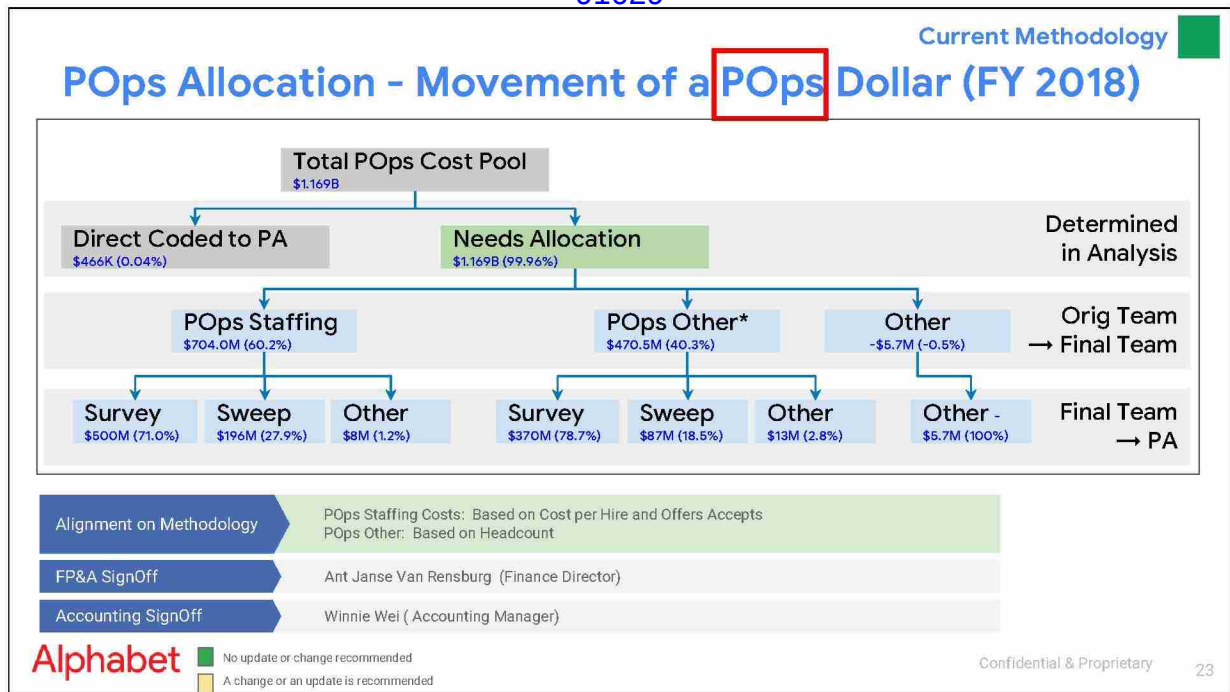 Current Methodology
POps Allocation - Movement of a POps Dollar (FY 2018)
Total POps Cost Pool
$1.169B
Direct Coded to PA
$466K (0.04%)
Needs Allocation
$1.169B (99.96%)
Determined
in Analysis
POps Staffing
$704.0M (60.2%)
POps Other*
$470.5M (40.3%)
Other
-$5.7M (-0.5%)
Orig Team
→ Final Team
Survey
$500M (71.0%)
Sweep
$196M (27.9%)
Other
$8M (1.2%)
Survey
$370M (78.7%)
Sweep
$87M (18.5%)
Other
$13M (2.8%)
Other -
$5.7M (100%)
Final Team
→ PA
Alignment on Methodology
POps Staffing Costs: Based on Cost per Hire and Offers Accepts
POps Other: Based on Headcount
FP&A SignOff
Ant Janse Van Rensburg (Finance Director)
Accounting SignOff
Winnie Wei ( Accounting Manager)
Alphabet
No update or change recommended
A change or an update is recommended
Confidential & Proprietary
23